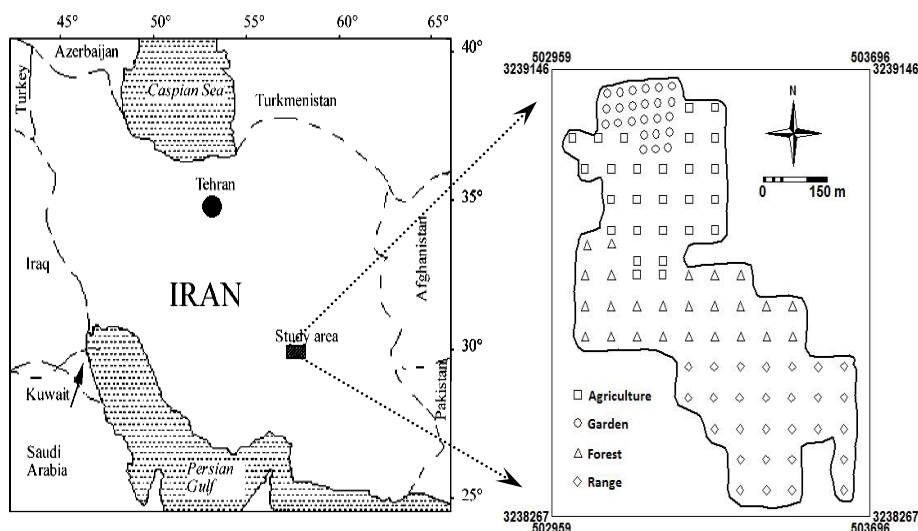 45° 50° 55° 60° 65°
40°
Azerbaijan
Turkey
Caspian Sea
Turkmenistan
Tehran
35°
Iraq
IRAN
Afghanistan
Study area
30°
Kuwait
Pakistan
Saudi
Arabia
Persian
Gulf
25°
502959 503696
3239146 3239146
N
0 150 m
Agriculture
Garden
Forest
Range
3238267 3238267
502959 503696